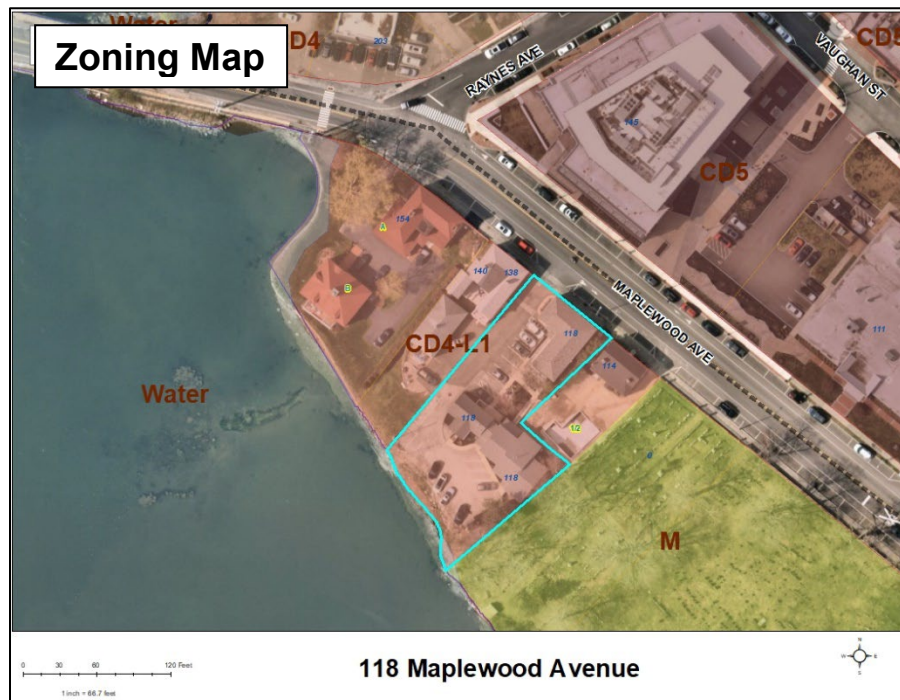 Water
D4
203
Zoning Map
RAYNES AVE
VAUGHAN ST
CD5
145
CD5
154
A
B
140
138
MAPLEWOOD AVE
118
114
111
CD4-L1
Water
118
1/2
118
M
N
W
E
S
0 30 60 120 Feet
1 inch = 66.7 feet
118 Maplewood Avenue